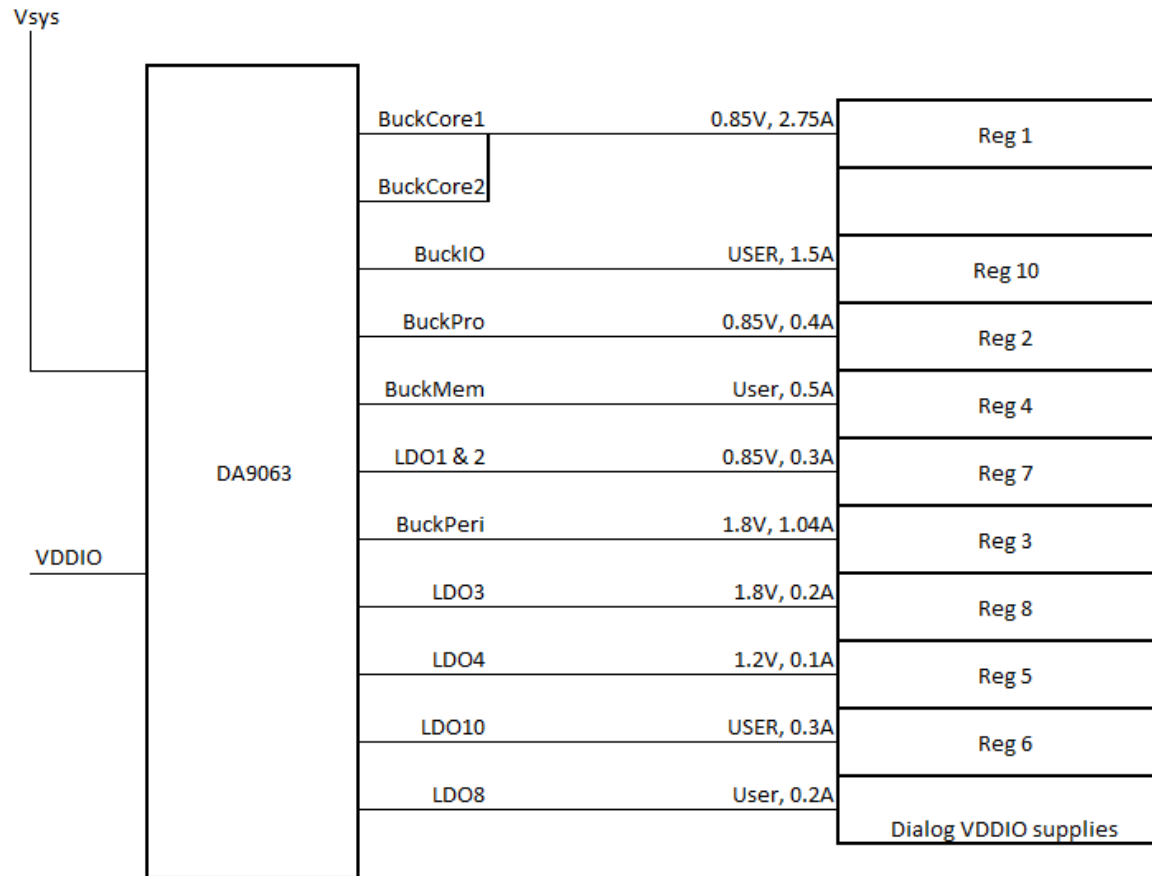 Vsys
BuckCore1 0.85V, 2.75A Reg 1
BuckCore2
BuckIO USER, 1.5A Reg 10
BuckPro 0.85V, 0.4A Reg 2
BuckMem User, 0.5A Reg 4
DA9063 LDO1 & 2 0.85V, 0.3A Reg 7
BuckPeri 1.8V, 1.04A Reg 3
VDDIO
LDO3 1.8V, 0.2A Reg 8
LDO4 1.2V, 0.1A Reg 5
LDO10 USER, 0.3A Reg 6
LDO8 User, 0.2A
Dialog VDDIO supplies